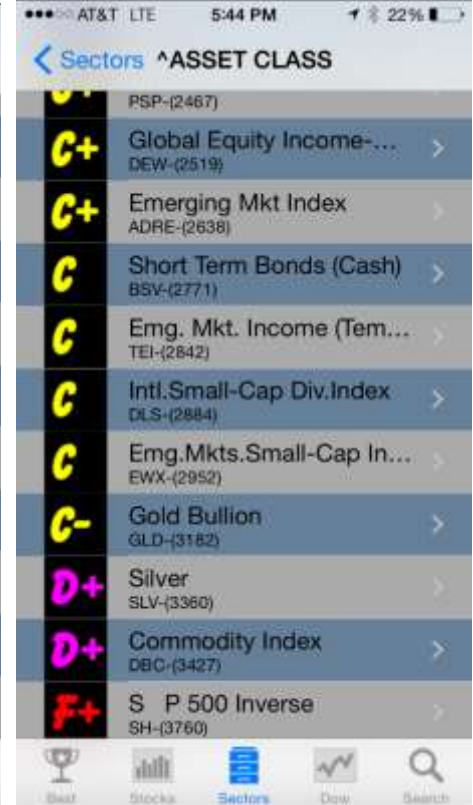 AT&T LTE 5:44 PM 22%
Sectors ^ASSET CLASS
PSP-(2467)
C+ Global Equity Income-...
DEW-(2519)
C+ Emerging Mkt Index
ADRE-(2638)
C Short Term Bonds (Cash)
BSV-(2771)
C Emg. Mkt. Income (Tem...
TEI-(2842)
C Intl.Small-Cap Div.Index
DLS-(2884)
C Emg.Mkts.Small-Cap In...
EWX-(2952)
C- Gold Bullion
GLD-(3182)
D+ Silver
SLV-(3360)
D+ Commodity Index
DBC-(3427)
F+ S P 500 Inverse
SH-(3760)
Best Stocks Sectors Dow Search